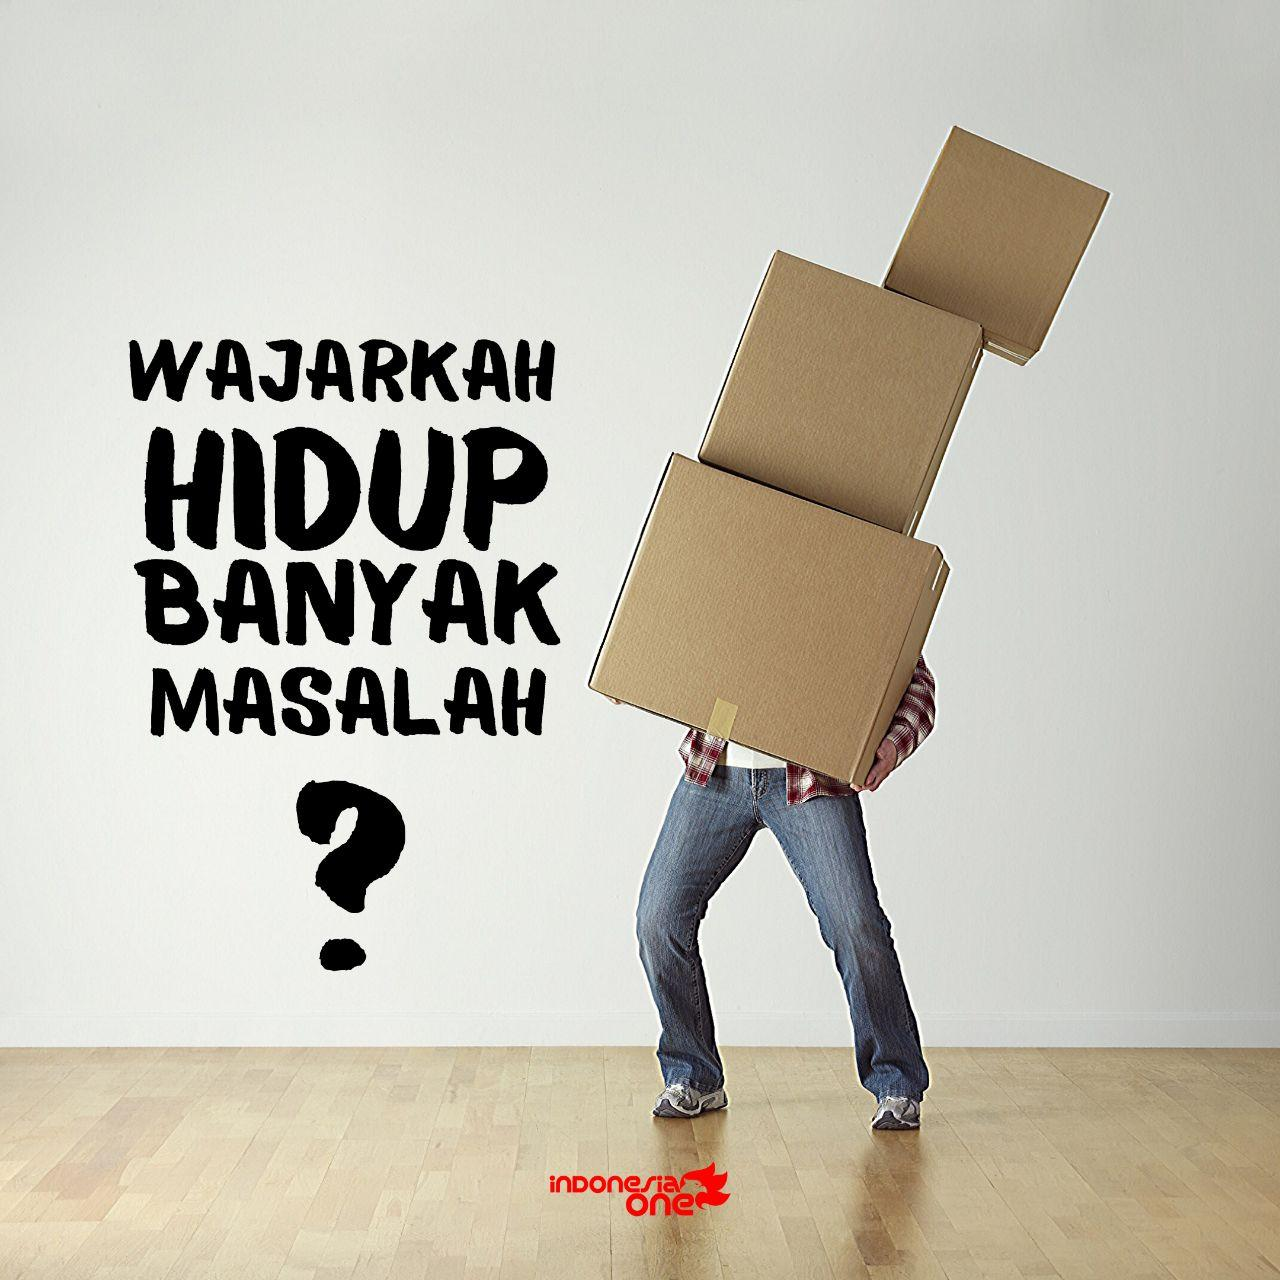 WAJARKAH
HIDUP
BANYAK
MASALAH
?
indonesia
one